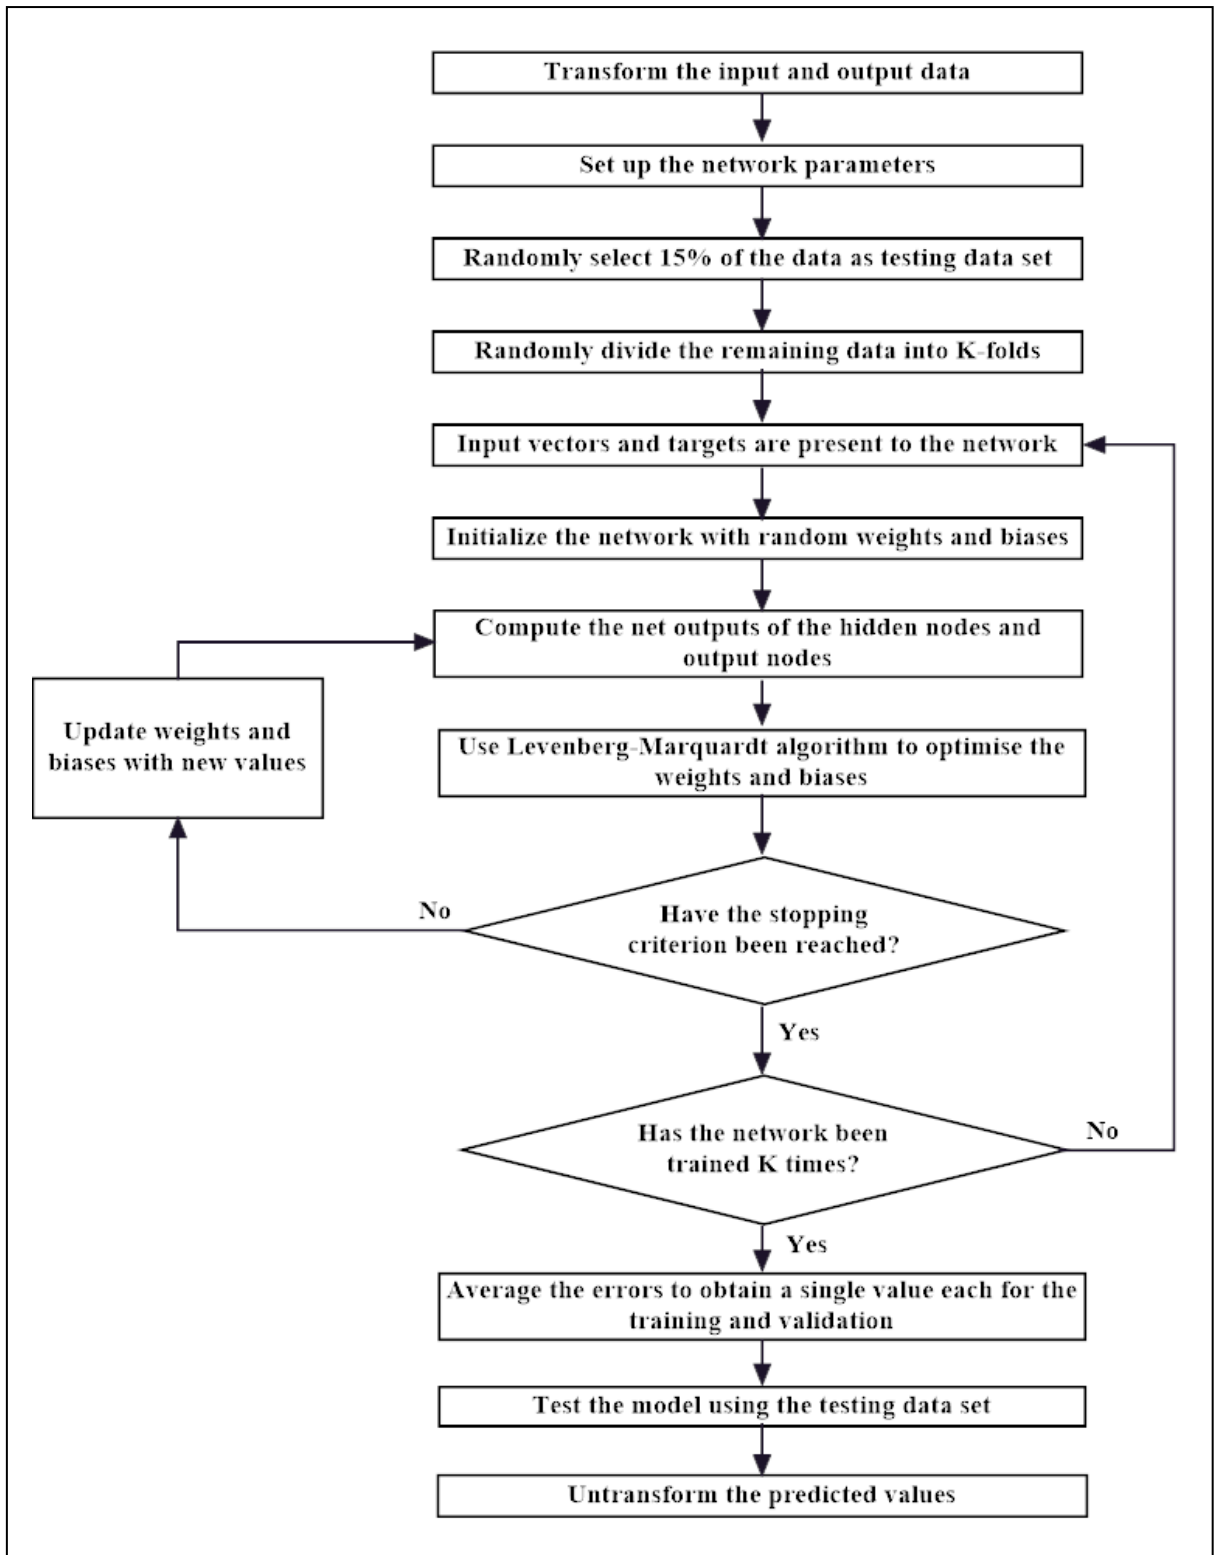 Transform the input and output data
Set up the network parameters
Randomly select 15% of the data as testing data set
Randomly divide the remaining data into K-folds
Input vectors and targets are present to the network
Initialize the network with random weights and biases
Compute the net outputs of the hidden nodes and
output nodes
Update weights and
biases with new values
Use Levenberg-Marquardt algorithm to optimise the
weights and biases
No
Have the stopping
criterion been reached?
Yes
Has the network been
trained K times?
No
Yes
Average the errors to obtain a single value each for the
training and validation
Test the model using the testing data set
Untransform the predicted values